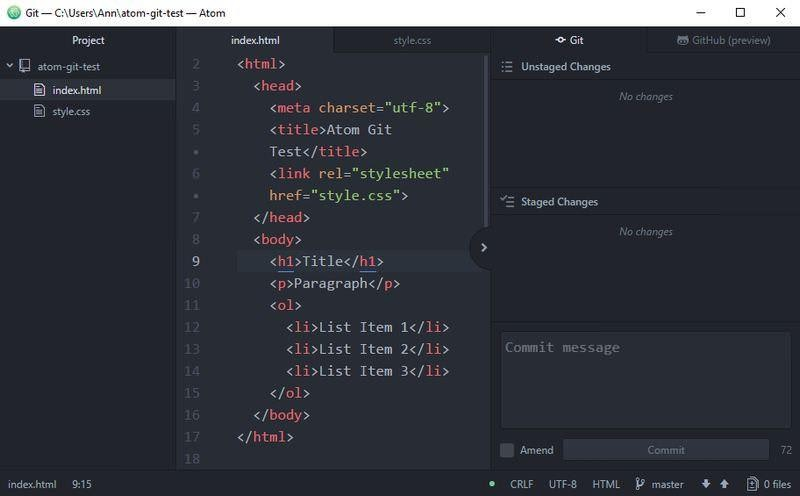 Git — C:\Users\Ann\atom-git-test — Atom
Project
atom-git-test
index.html
style.css
index.html
style.css
2 <html>
3 <head>
4 <meta charset="utf-8">
5 <title>Atom Git
• Test</title>
6 <link rel="stylesheet"
• href="style.css">
7 </head>
8 <body>
9 <h1>Title</h1>
10 <p>Paragraph</p>
11 <ol>
12 <li>List Item 1</li>
13 <li>List Item 2</li>
14 <li>List Item 3</li>
15 </ol>
16 </body>
17 </html>
18
Git
GitHub (preview)
Unstaged Changes
No changes
Staged Changes
No changes
Commit message
Amend
Commit
72
index.html 9:15
CRLF UTF-8 HTML master 0 files